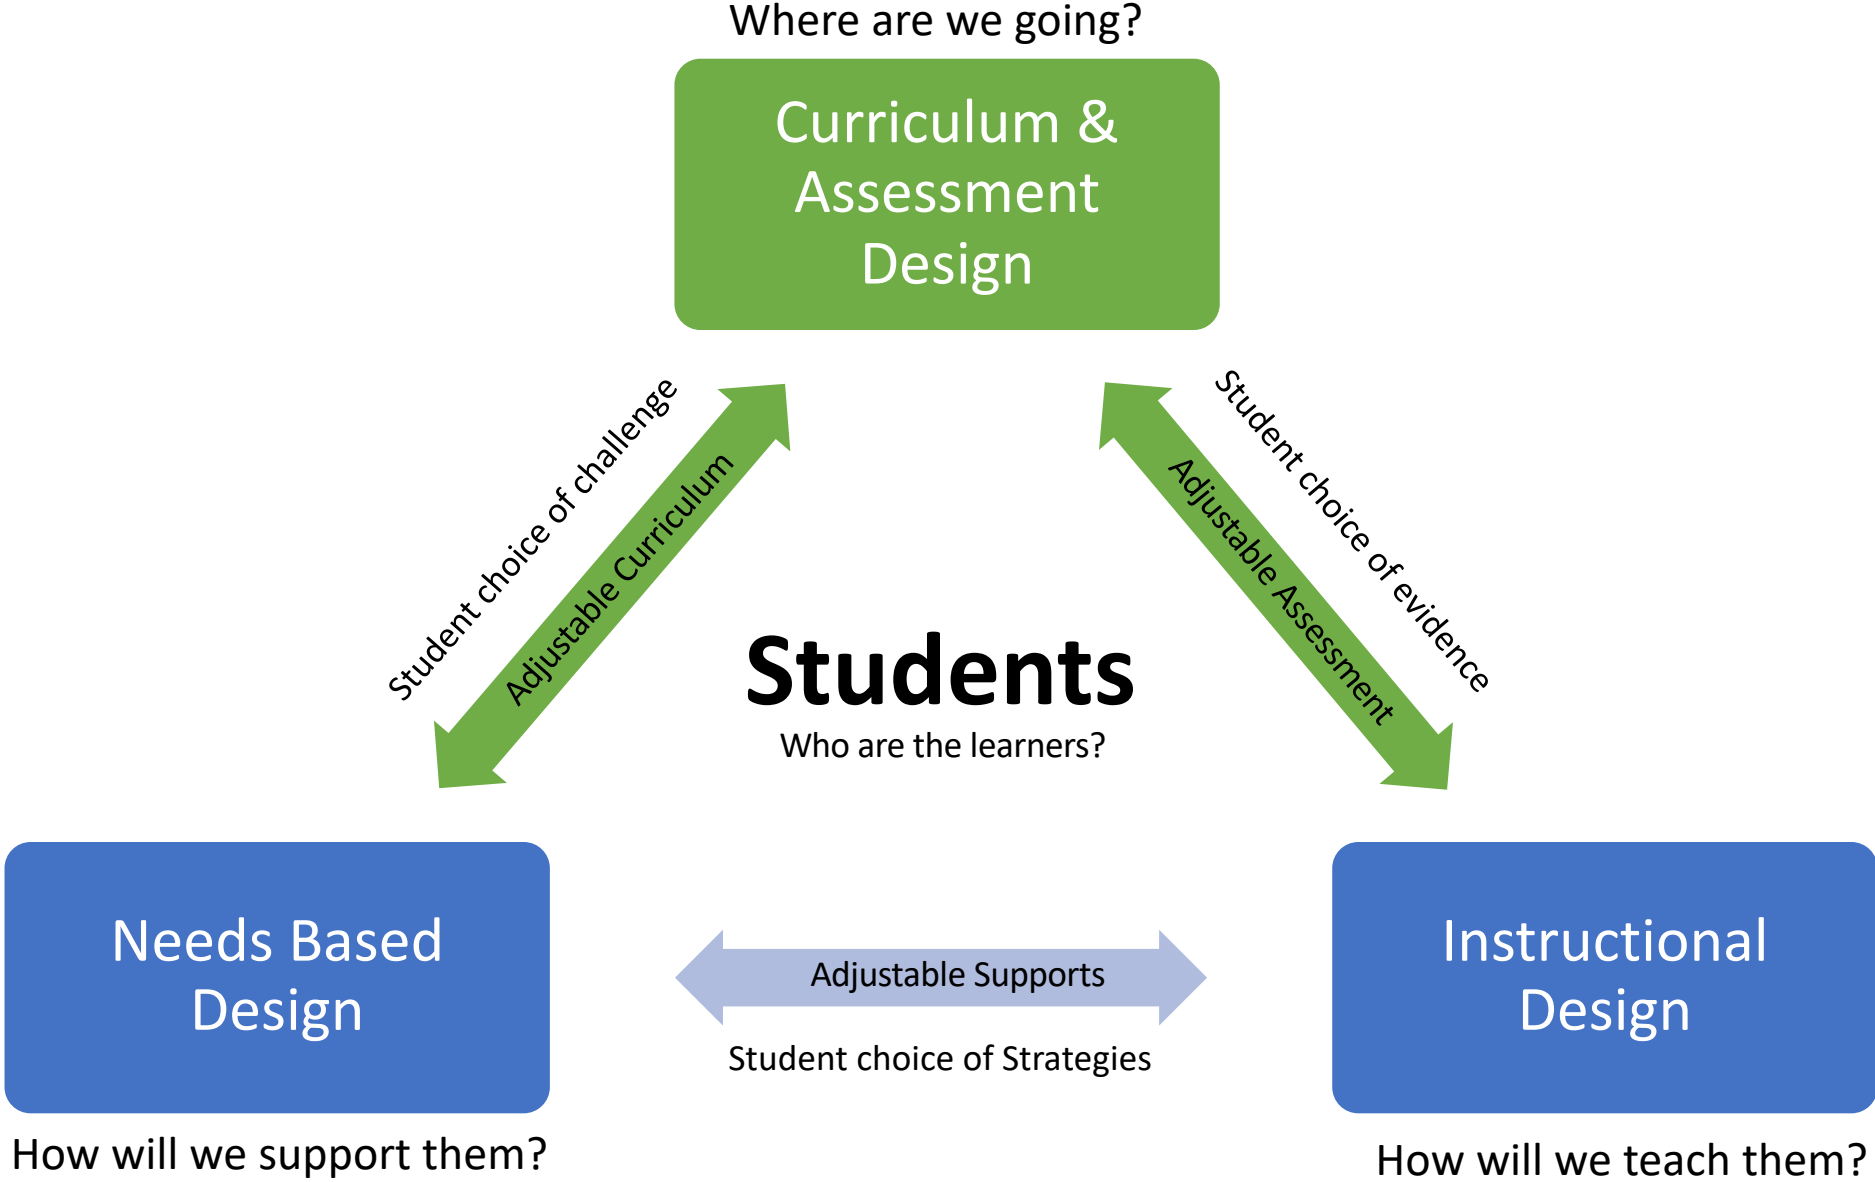 Where are we going?
Curriculum &
Assessment
Design
Student choice of challenge
Adjustable Curriculum
Adjustable Assessment
Student choice of evidence
Students
Who are the learners?
Needs Based
Design
Adjustable Supports
Student choice of Strategies
Instructional
Design
How will we support them?
How will we teach them?